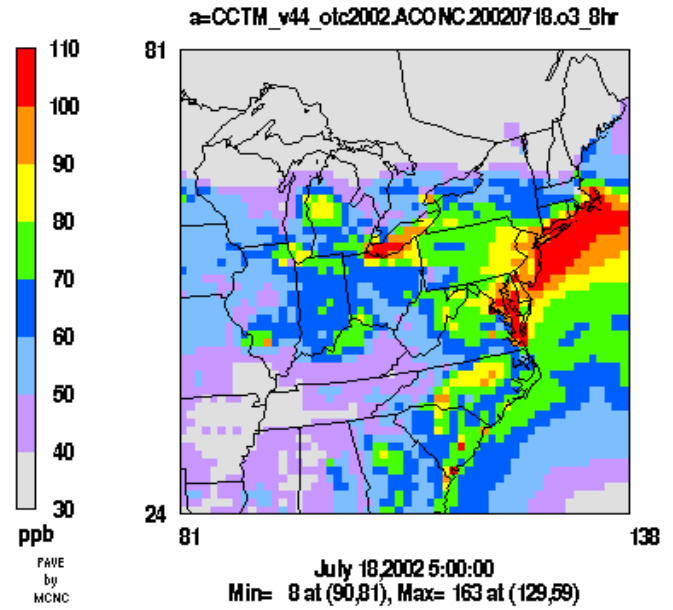 a=CCTM_v44_otc2002.ACONC.20020718.o3_8hr
110
100
90
80
70
60
50
40
30
ppb
PAVE
by
MCNC
81
24
81
138
July 18,2002 5:00:00
Min= 8 at (90,81), Max= 163 at (129,59)